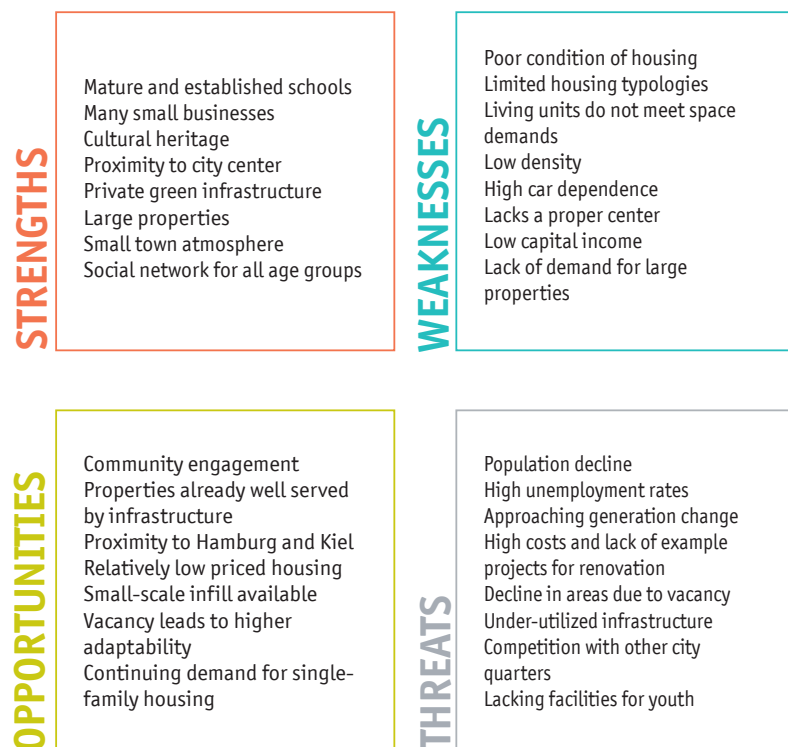 STRENGTHS
Mature and established schools
Many small businesses
Cultural heritage
Proximity to city center
Private green infrastructure
Large properties
Small town atmosphere
Social network for all age groups
WEAKNESSES
Poor condition of housing
Limited housing typologies
Living units do not meet space
demands
Low density
High car dependence
Lacks a proper center
Low capital income
Lack of demand for large
properties
OPPORTUNITIES
Community engagement
Properties already well served
by infrastructure
Proximity to Hamburg and Kiel
Relatively low priced housing
Small-scale infill available
Vacancy leads to higher
adaptability
Continuing demand for single-
family housing
THREATS
Population decline
High unemployment rates
Approaching generation change
High costs and lack of example
projects for renovation
Decline in areas due to vacancy
Under-utilized infrastructure
Competition with other city
quarters
Lacking facilities for youth